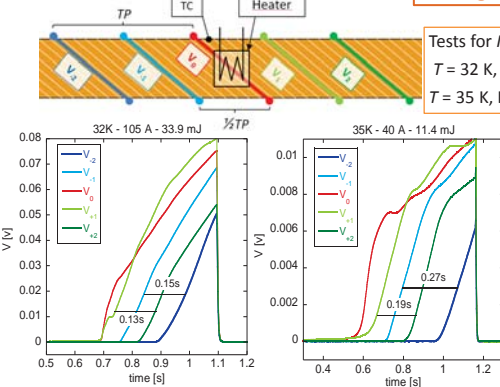 TP
TC
Heater
V-2
V-1
V0
V+1
V+2
½TP
Tests for
T = 32 K,
T = 35 K,
32K - 105 A - 33.9 mJ
V [v]
0.08
0.07
0.06
0.05
0.04
0.03
0.02
0.01
0
V-2
V-1
V0
V+1
V+2
0.15s
0.13s
0.5 0.6 0.7 0.8 0.9 1 1.1 1.2
time [s]
35K - 40 A - 11.4 mJ
V [v]
0.01
0.008
0.006
0.004
0.002
0
V-2
V-1
V0
V+1
V+2
0.27s
0.19s
0.4 0.6 0.8 1 1.2
time [s]